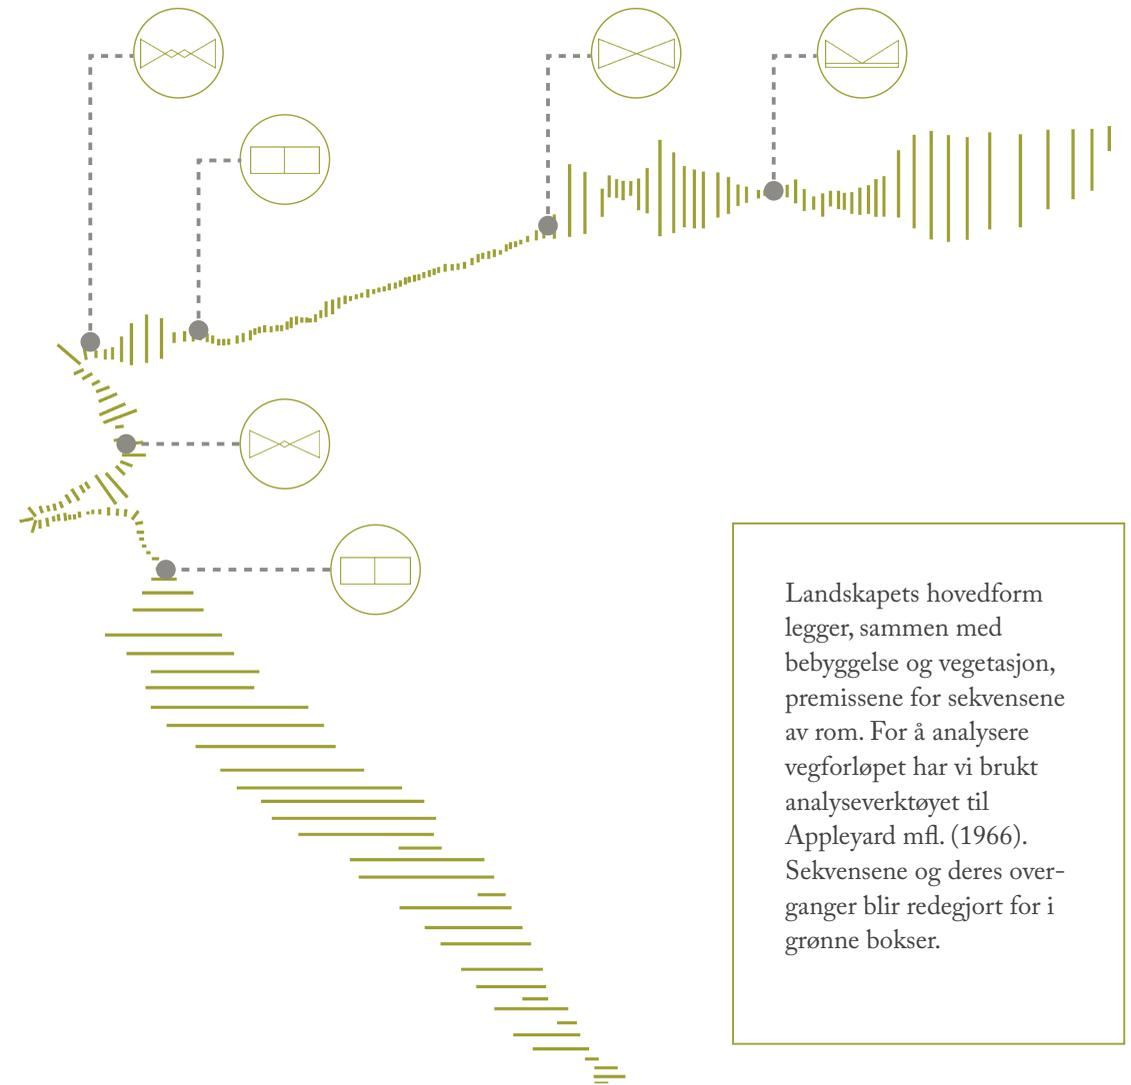 Landskapets hovedform
legger, sammen med
bebyggelse og vegetasjon,
premissene for sekvensene
av rom. For å analysere
vegforløpet har vi brukt
analyseverktøyet til
Appleyard mfl. (1966).
Sekvensene og deres over-
ganger blir redegjort for i
grønne bokser.